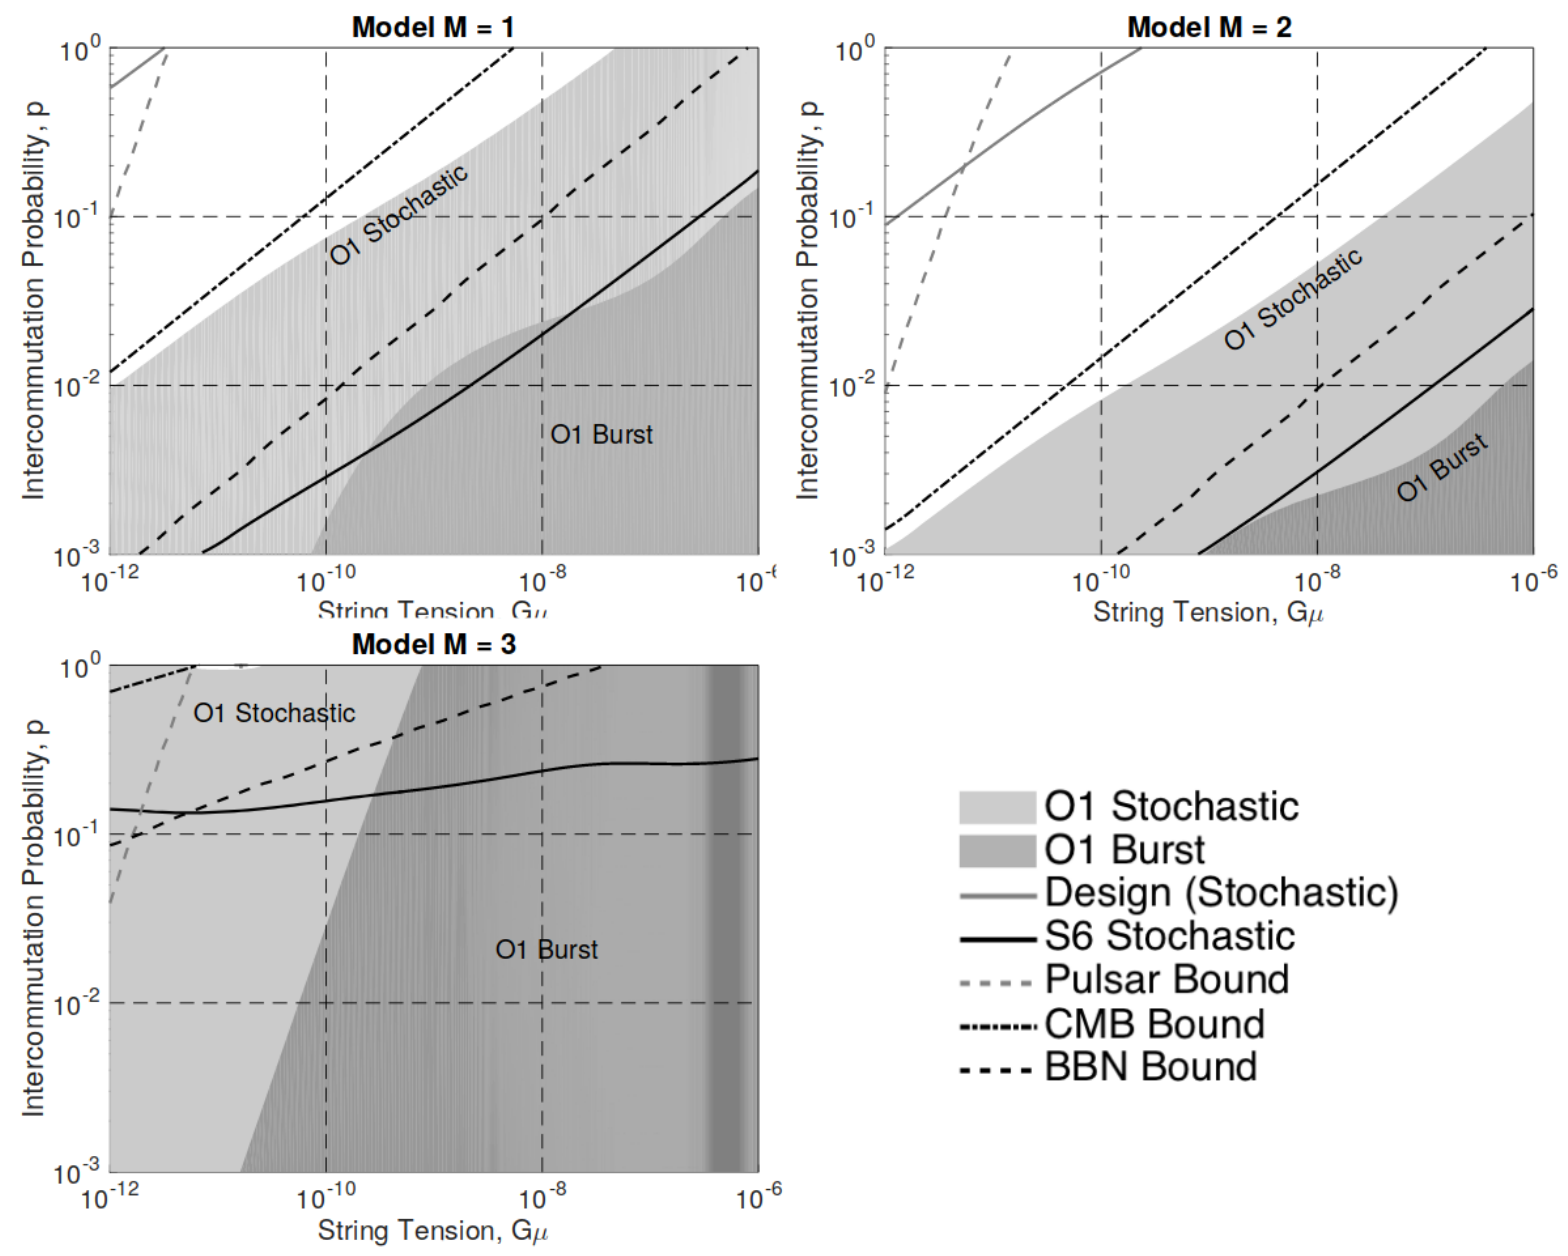 Model M = 1
Intercommutation Probability, p
10^0
10^-1
10^-2
10^-3
O1 Stochastic
O1 Burst
10^-12
10^-10
10^-8
String Tension, Gμ
Model M = 2
Intercommutation Probability, p
10^0
10^-1
10^-2
10^-3
O1 Stochastic
O1 Burst
10^-12
10^-10
10^-8
10^-6
String Tension, Gμ
Model M = 3
Intercommutation Probability, p
10^0
10^-1
10^-2
10^-3
O1 Stochastic
O1 Burst
10^-12
10^-10
10^-8
10^-6
String Tension, Gμ
O1 Stochastic
O1 Burst
Design (Stochastic)
S6 Stochastic
Pulsar Bound
CMB Bound
BBN Bound